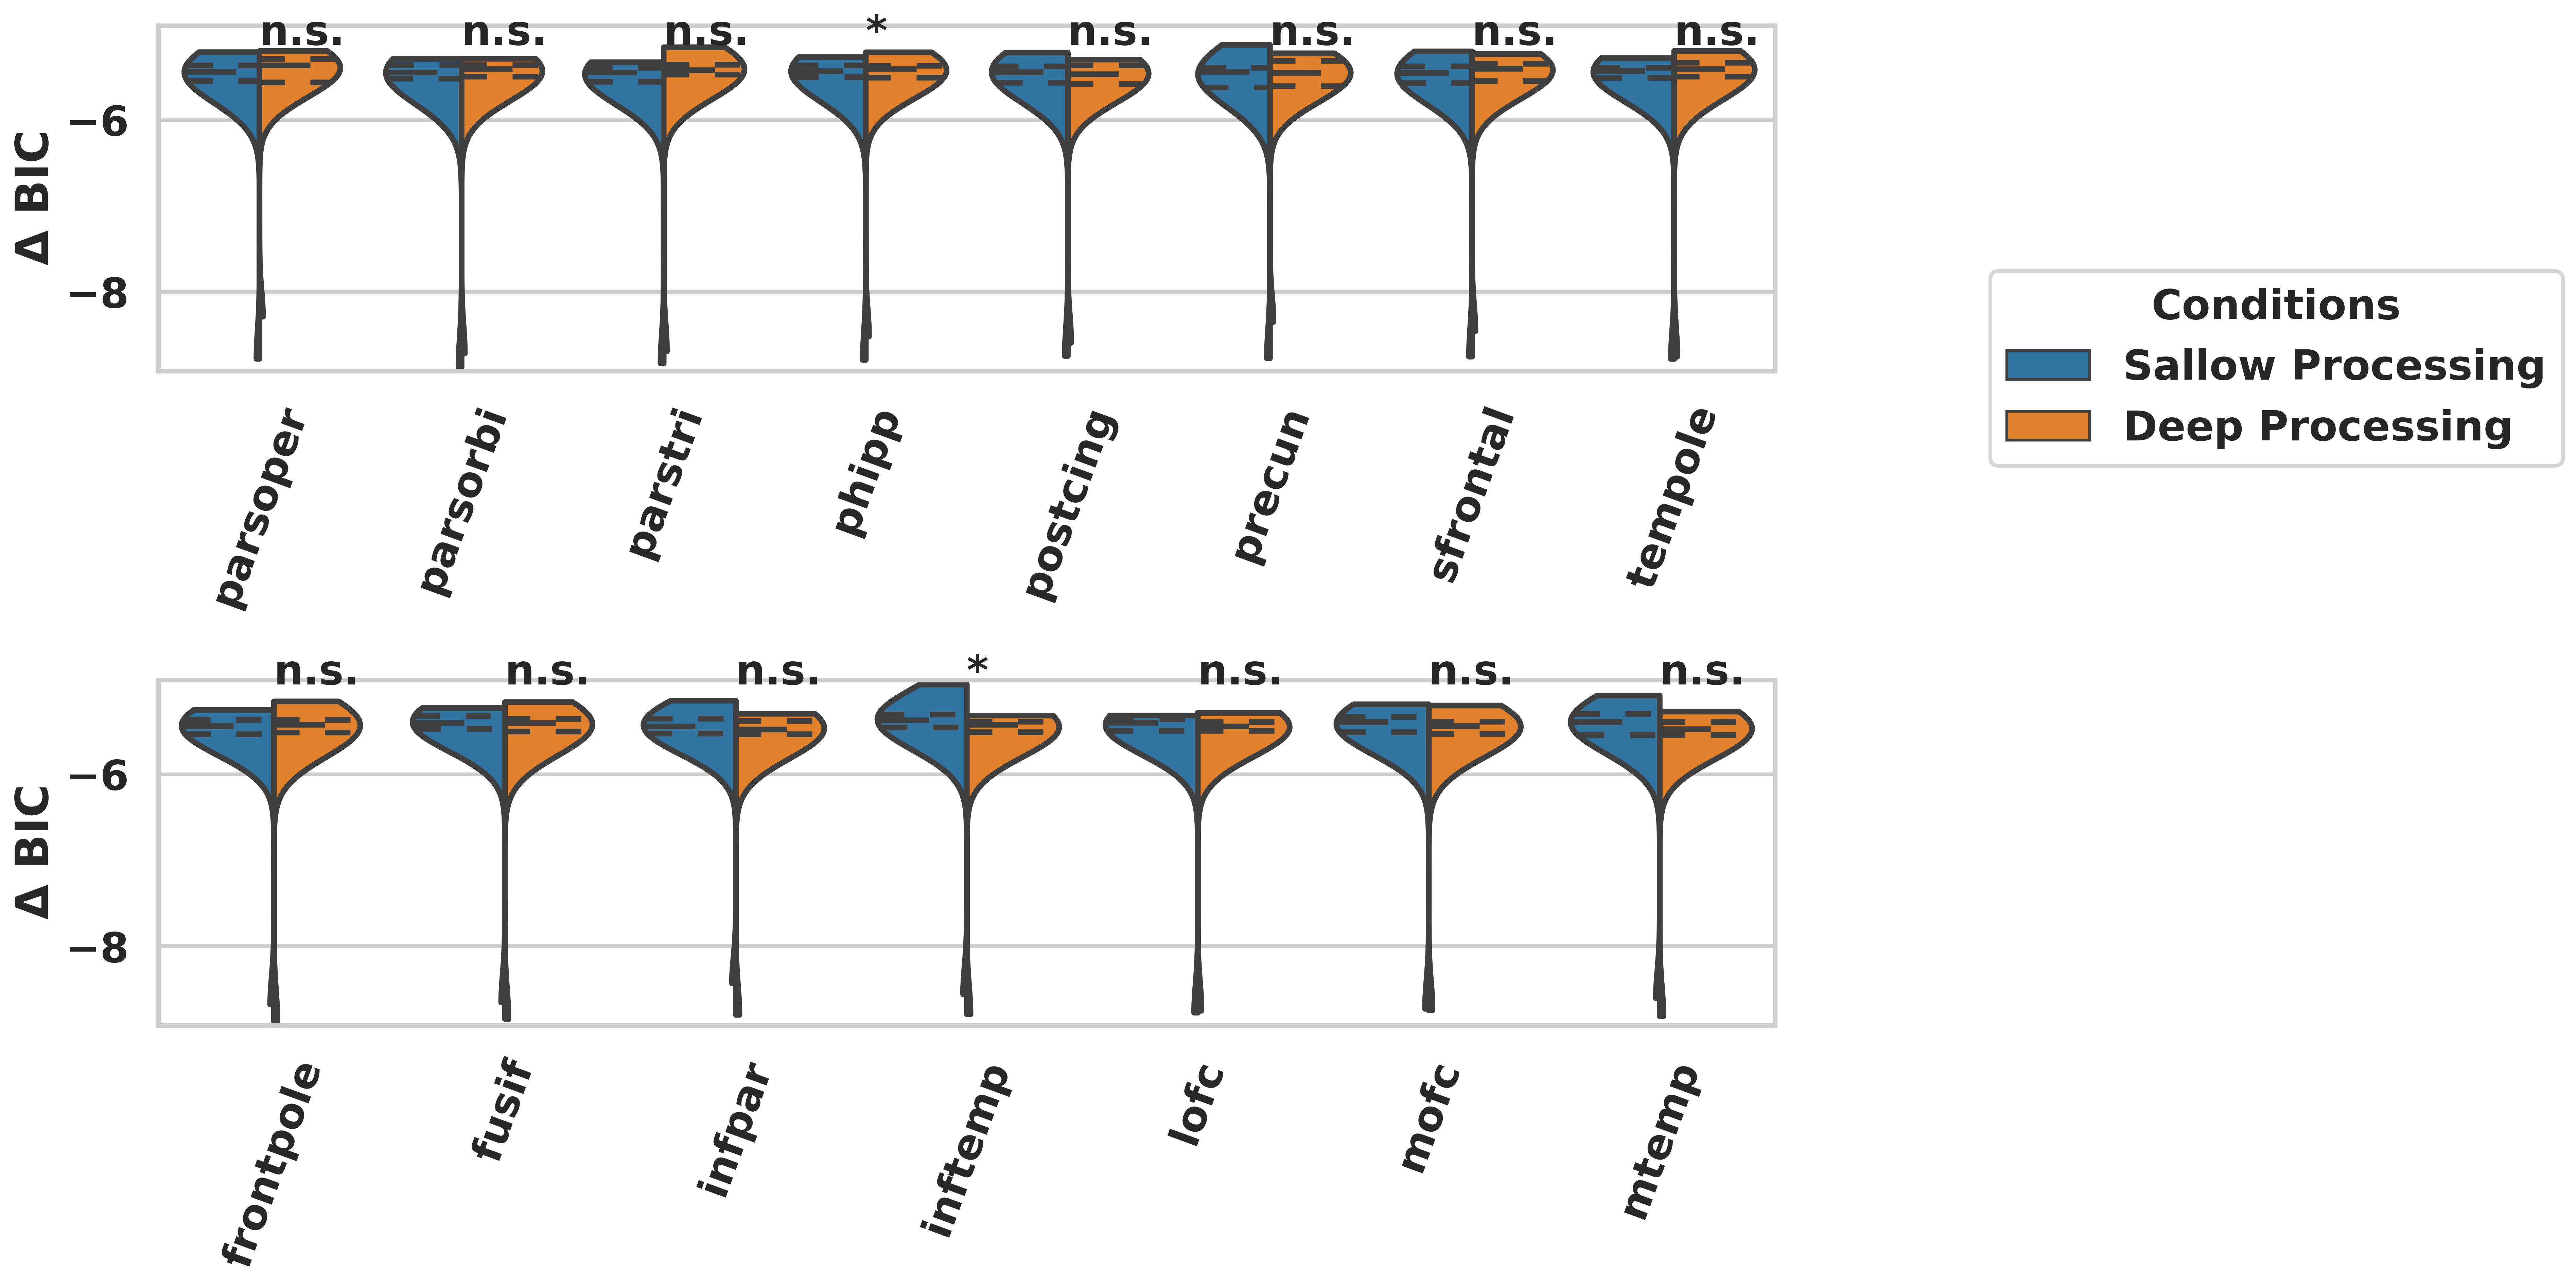 n.s. n.s. n.s. * n.s. n.s. n.s. n.s.
Δ BIC
−6
−8
parsoper parsorbi parstri phipp postcing precun sfrontal tempole
Conditions
Sallow Processing
Deep Processing
n.s. n.s. n.s. * n.s. n.s. n.s.
Δ BIC
−6
−8
frontpole fusif infpar inftemp lofc mofc mtemp